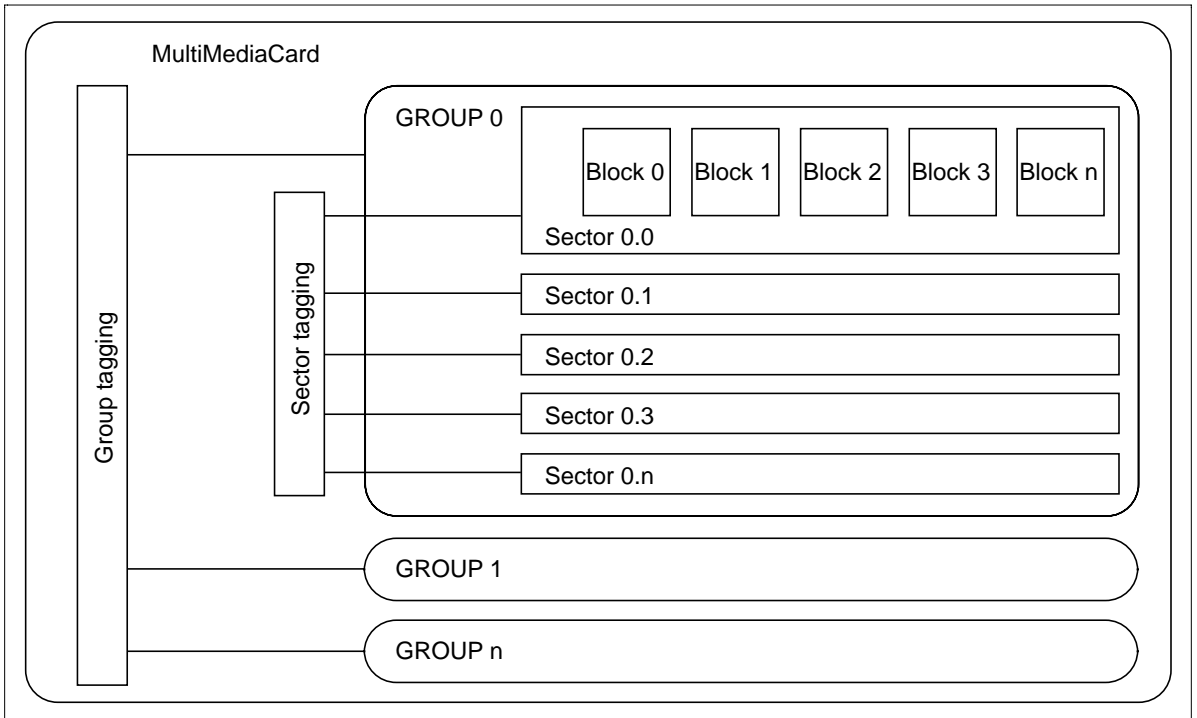 MultiMediaCard
Group tagging
Sector tagging
GROUP 0
Block 0
Block 1
Block 2
Block 3
Block n
Sector 0.0
Sector 0.1
Sector 0.2
Sector 0.3
Sector 0.n
GROUP 1
GROUP n